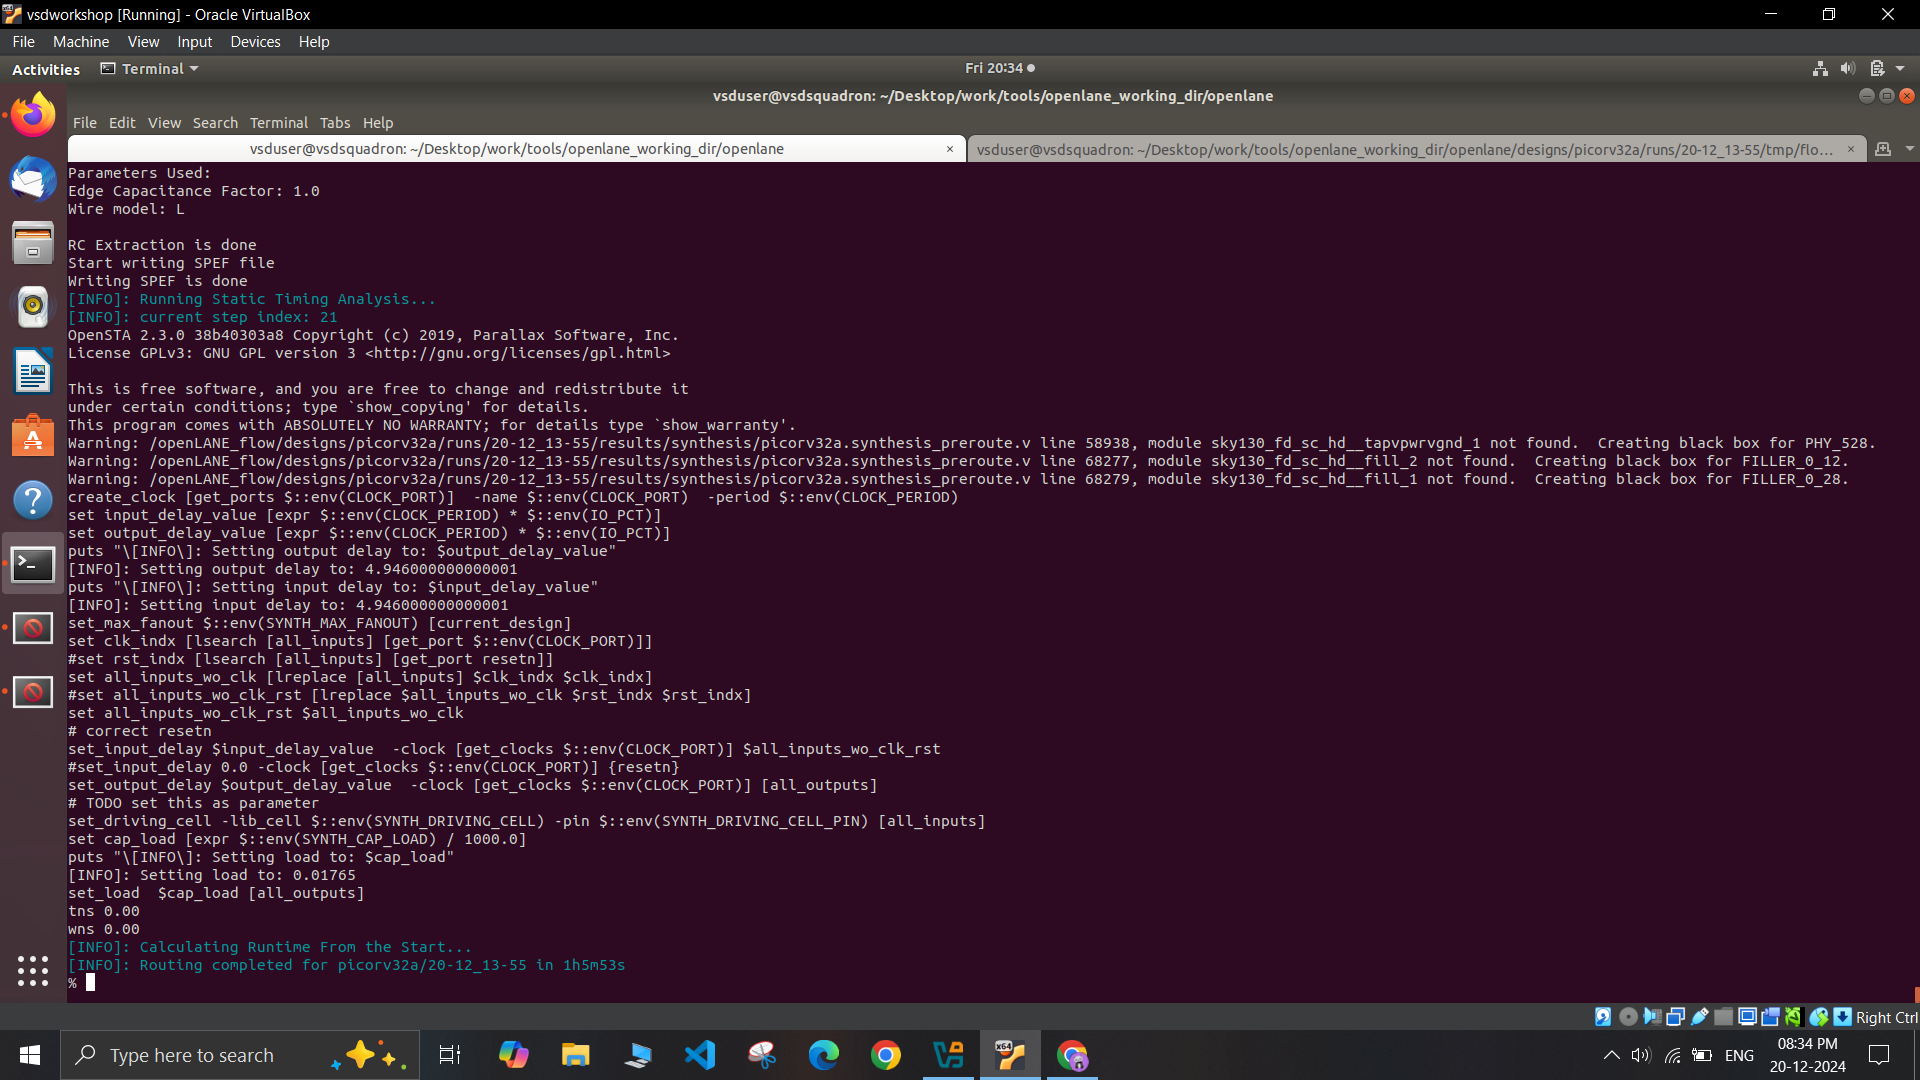 vsdworkshop [Running] - Oracle VirtualBox
File Machine View Input Devices Help
Activities Terminal Fri 20:34
vsduser@vsdsquadron: ~/Desktop/work/tools/openlane_working_dir/openlane
File Edit View Search Terminal Tabs Help
vsduser@vsdsquadron: ~/Desktop/work/tools/openlane_working_dir/openlane × vsduser@vsdsquadron: ~/Desktop/work/tools/openlane_working_dir/openlane/designs/picorv32a/runs/20-12_13-55/tmp/flo... ×
Parameters Used:
Edge Capacitance Factor: 1.0
Wire model: L
RC Extraction is done
Start writing SPEF file
Writing SPEF is done
[INFO]: Running Static Timing Analysis...
[INFO]: current step index: 21
OpenSTA 2.3.0 38b40303a8 Copyright (c) 2019, Parallax Software, Inc.
License GPLv3: GNU GPL version 3 <http://gnu.org/licenses/gpl.html>
This is free software, and you are free to change and redistribute it
under certain conditions; type `show_copying' for details.
This program comes with ABSOLUTELY NO WARRANTY; for details type `show_warranty'.
Warning: /openLANE_flow/designs/picorv32a/runs/20-12_13-55/results/synthesis/picorv32a.synthesis_preroute.v line 58938, module sky130_fd_sc_hd__tapvpwrvgnd_1 not found.  Creating black box for PHY_528.
Warning: /openLANE_flow/designs/picorv32a/runs/20-12_13-55/results/synthesis/picorv32a.synthesis_preroute.v line 68277, module sky130_fd_sc_hd__fill_2 not found.  Creating black box for FILLER_0_12.
Warning: /openLANE_flow/designs/picorv32a/runs/20-12_13-55/results/synthesis/picorv32a.synthesis_preroute.v line 68279, module sky130_fd_sc_hd__fill_1 not found.  Creating black box for FILLER_0_28.
create_clock [get_ports $::env(CLOCK_PORT)]  -name $::env(CLOCK_PORT)  -period $::env(CLOCK_PERIOD)
set input_delay_value [expr $::env(CLOCK_PERIOD) * $::env(IO_PCT)]
set output_delay_value [expr $::env(CLOCK_PERIOD) * $::env(IO_PCT)]
puts "\[INFO\]: Setting output delay to: $output_delay_value"
[INFO]: Setting output delay to: 4.946000000000001
puts "\[INFO\]: Setting input delay to: $input_delay_value"
[INFO]: Setting input delay to: 4.946000000000001
set_max_fanout $::env(SYNTH_MAX_FANOUT) [current_design]
set clk_indx [lsearch [all_inputs] [get_port $::env(CLOCK_PORT)]]
#set rst_indx [lsearch [all_inputs] [get_port resetn]]
set all_inputs_wo_clk [lreplace [all_inputs] $clk_indx $clk_indx]
#set all_inputs_wo_clk_rst [lreplace $all_inputs_wo_clk $rst_indx $rst_indx]
set all_inputs_wo_clk_rst $all_inputs_wo_clk
# correct resetn
set_input_delay $input_delay_value  -clock [get_clocks $::env(CLOCK_PORT)] $all_inputs_wo_clk_rst
#set_input_delay 0.0 -clock [get_clocks $::env(CLOCK_PORT)] {resetn}
set_output_delay $output_delay_value  -clock [get_clocks $::env(CLOCK_PORT)] [all_outputs]
# TODO set this as parameter
set_driving_cell -lib_cell $::env(SYNTH_DRIVING_CELL) -pin $::env(SYNTH_DRIVING_CELL_PIN) [all_inputs]
set cap_load [expr $::env(SYNTH_CAP_LOAD) / 1000.0]
puts "\[INFO\]: Setting load to: $cap_load"
[INFO]: Setting load to: 0.01765
set_load  $cap_load [all_outputs]
tns 0.00
wns 0.00
[INFO]: Calculating Runtime From the Start...
[INFO]: Routing completed for picorv32a/20-12_13-55 in 1h5m53s
%
Right Ctrl
Type here to search
x64
ENG
08:34 PM
20-12-2024